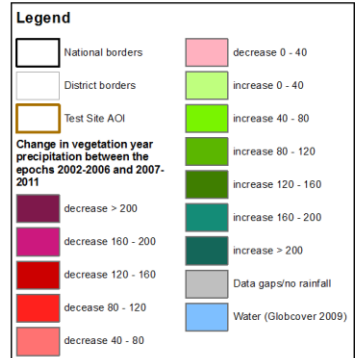 Legend
National borders
District borders
Test Site AOI
Change in vegetation year
precipitation between the
epochs 2002-2006 and 2007-
2011
decrease > 200
decrease 160 - 200
decrease 120 - 160
decease 80 - 120
decrease 40 - 80
decrease 0 - 40
increase 0 - 40
increase 40 - 80
increase 80 - 120
increase 120 - 160
increase 160 - 200
increase > 200
Data gaps/no rainfall
Water (Globcover 2009)